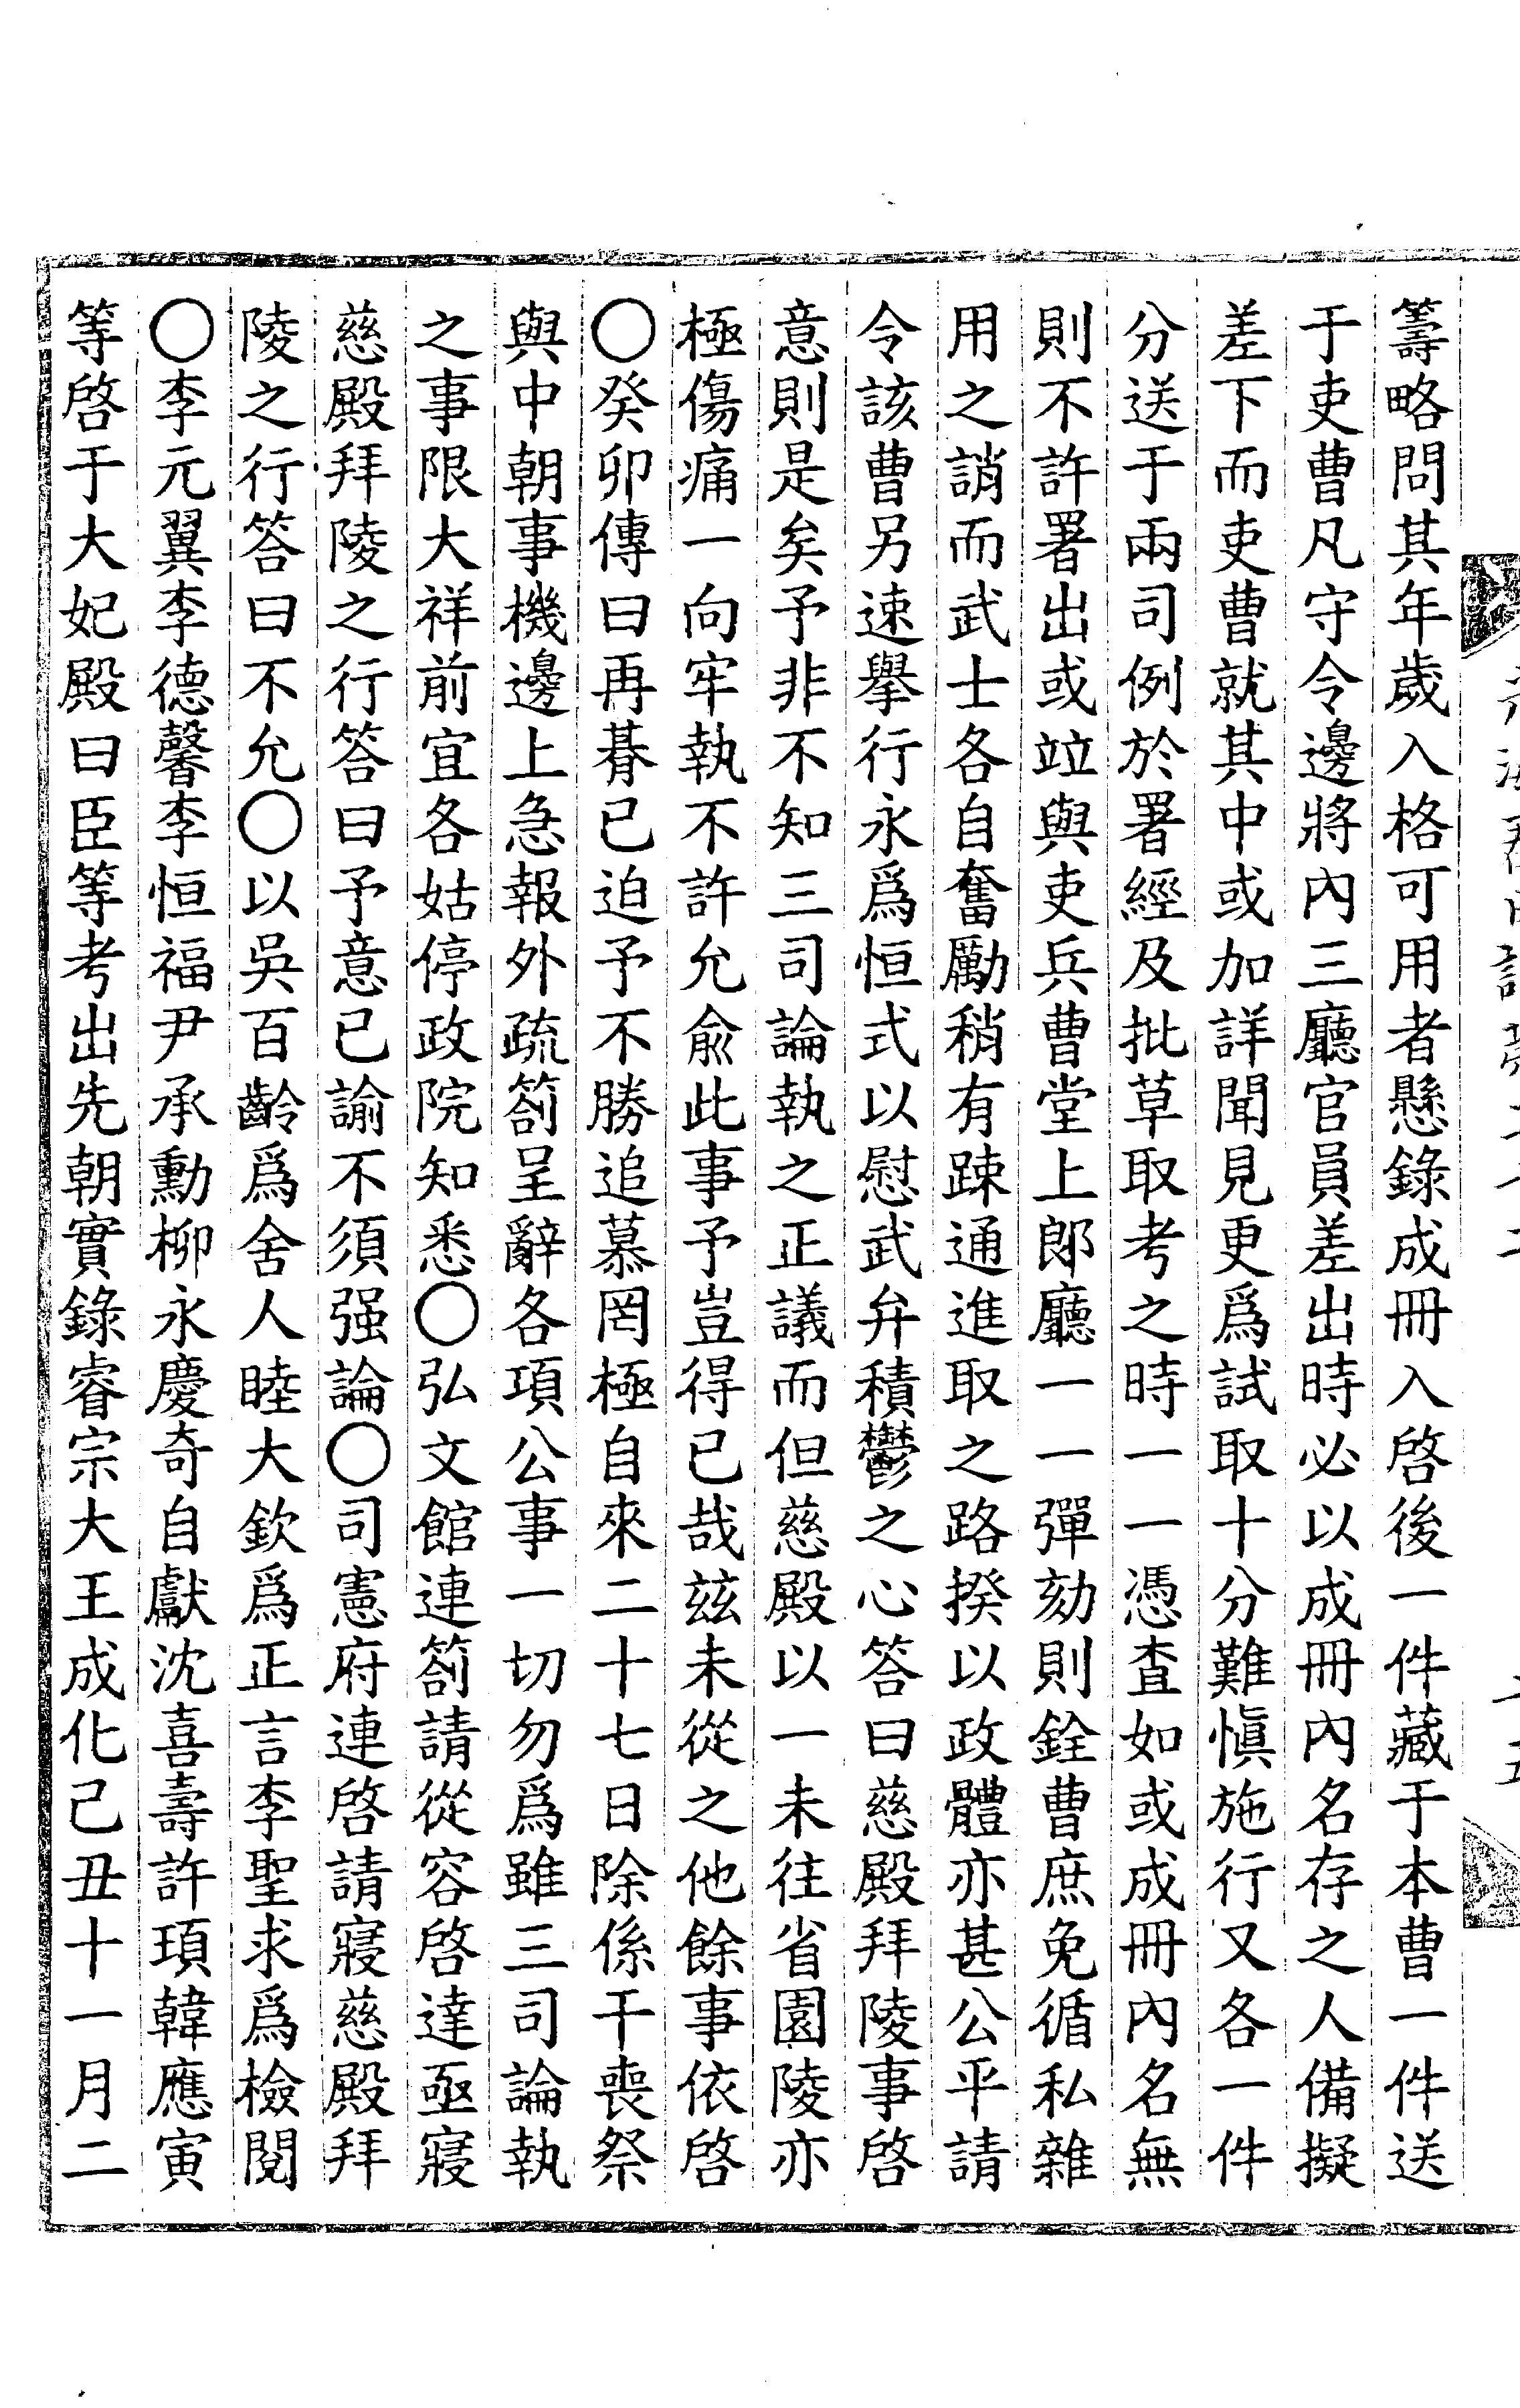 籌略問其年歲入格可用者懸錄成冊入啓後一件藏于本曹一件送
于吏曹凡守令邊將內三廳官員差出時必以成冊內名存之人備擬
差下而吏曹就其中或加詳聞見更爲試取十分難愼施行又各一件
分送于兩司例於署經及批草取考之時一一憑査如或成冊內名無
則不許署出或竝與吏兵曹堂上郞廳一一彈劾則銓曹庶免循私雜
用之誚而武士各自奮勵稍有踈通進取之路揆以政體亦甚公平請
令該曹另速擧行永爲恒式以慰武弁積鬱之心答曰慈殿拜陵事啓
意則是矣予非不知三司論執之正議而但慈殿以一未往省園陵亦
極傷痛一向牢執不許允兪此事予豈得已哉玆未從之他餘事依啓
〇癸卯傳曰再朞已迫予不勝追慕罔極自來二十七日除係干喪祭
與中朝事機邊上急報外疏箚呈辭各項公事一切勿爲雖三司論執
之事限大祥前宜各姑停政院知悉〇弘文館連箚請從容啓達亟寢
慈殿拜陵之行答曰予意已諭不須强論〇司憲府連啓請寢慈殿拜
陵之行答曰不允〇以吳百齡爲舍人睦大欽爲正言李聖求爲檢閱
〇李元翼李德馨李恒福尹承勳柳永慶奇自獻沈喜壽許頊韓應寅
等啓于大妃殿曰臣等考出先朝實錄睿宗大王成化己丑十一月二